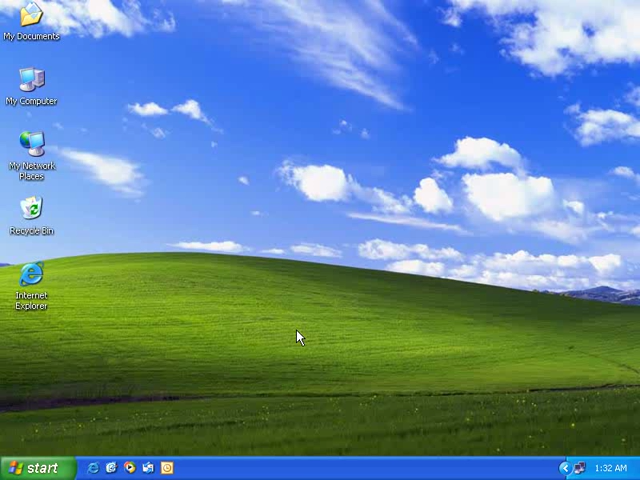 My Documents
My Computer
My Network
Places
Recycle Bin
Internet
Explorer
start
1:32 AM